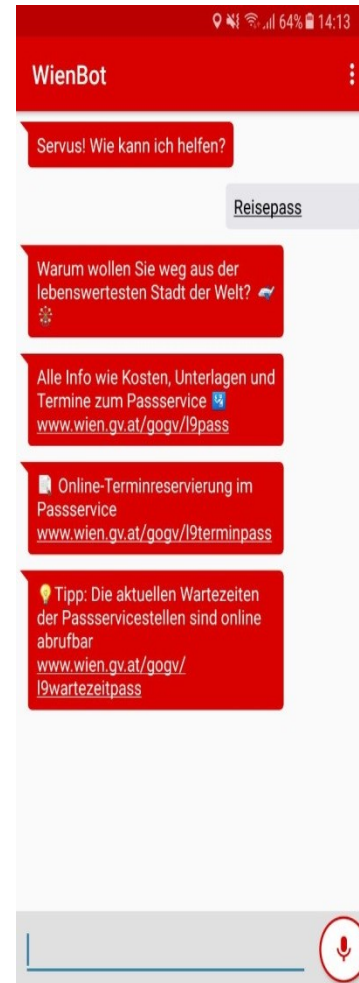 64% 14:13
WienBot
Servus! Wie kann ich helfen?
Reisepass
Warum wollen Sie weg aus der
lebenswertesten Stadt der Welt?
Alle Info wie Kosten, Unterlagen und
Termine zum Passservice
www.wien.gv.at/gogv/l9pass
Online-Terminreservierung im
Passservice
www.wien.gv.at/gogv/l9terminpass
Tipp: Die aktuellen Wartezeiten
der Passservicestellen sind online
abrufbar
www.wien.gv.at/gogv/
l9wartezeitpass